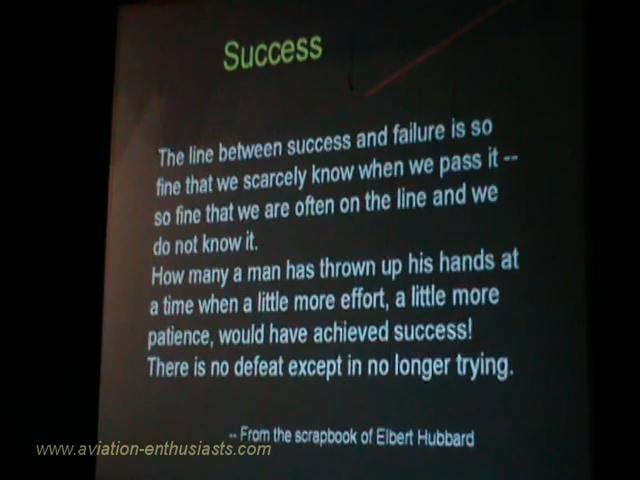 Success
The line between success and failure is so
fine that we scarcely know when we pass it --
so fine that we are often on the line and we
do not know it.
How many a man has thrown up his hands at
a time when a little more effort, a little more
patience, would have achieved success!
There is no defeat except in no longer trying.
-- From the scrapbook of Elbert Hubbard
www.aviation-enthusiasts.com